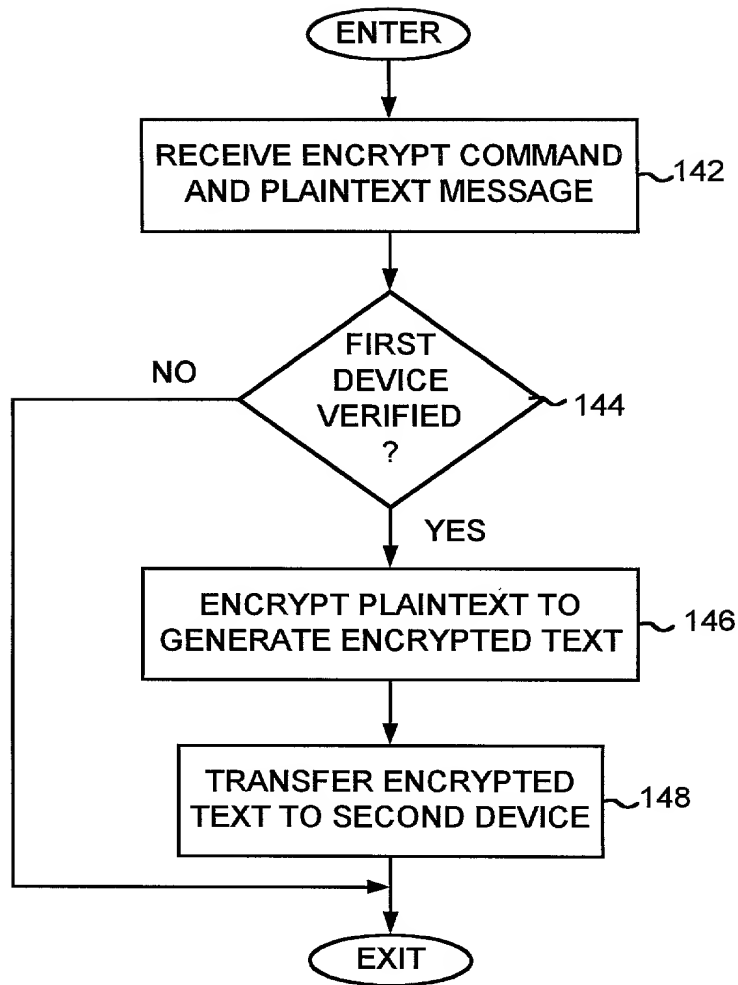 ENTER
RECEIVE ENCRYPT COMMAND
AND PLAINTEXT MESSAGE
142
FIRST
DEVICE
VERIFIED
?
144
NO
YES
ENCRYPT PLAINTEXT TO
GENERATE ENCRYPTED TEXT
146
TRANSFER ENCRYPTED
TEXT TO SECOND DEVICE
148
EXIT